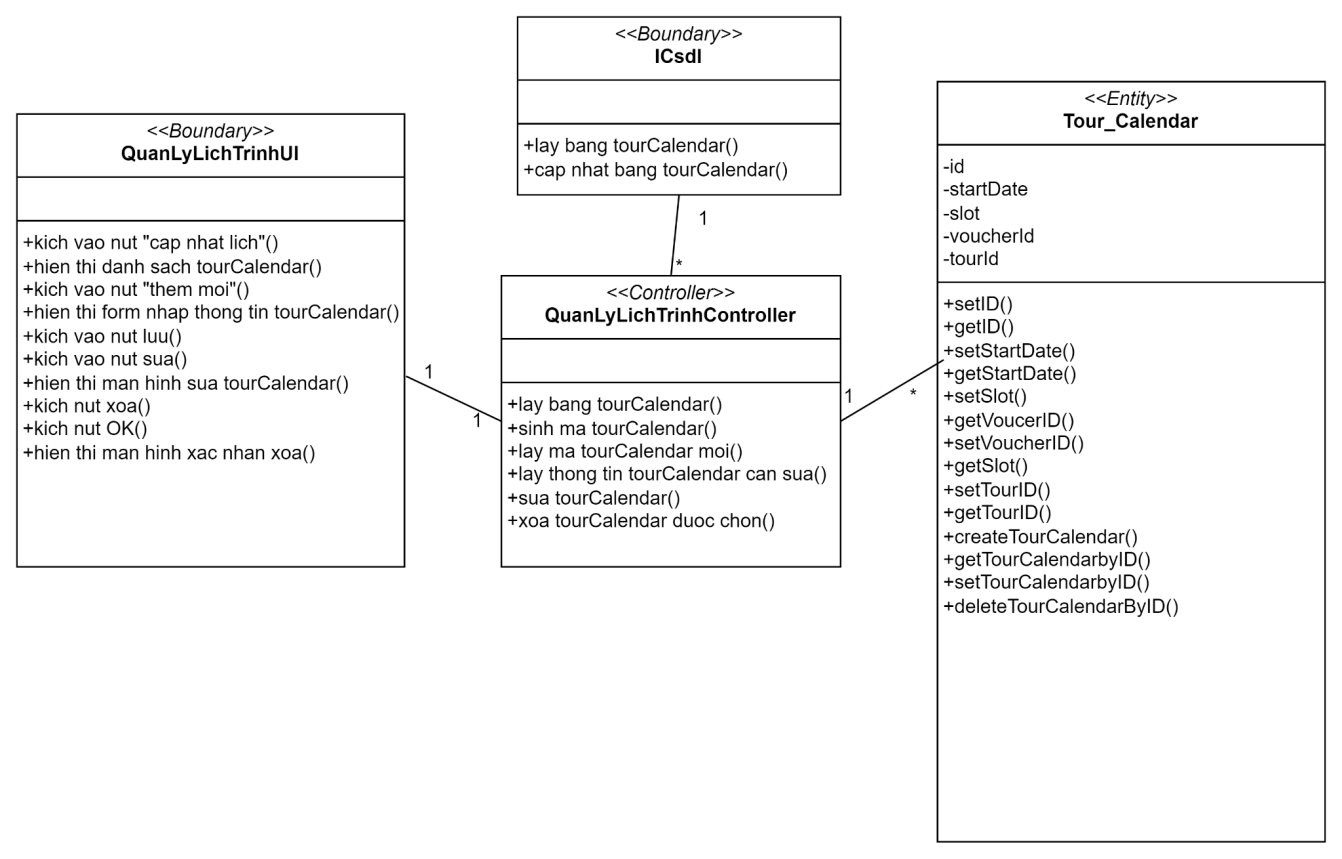 <<Boundary>>
QuanLyLichTrinhUI
+kich vao nut "cap nhat lich"()
+hien thi danh sach tourCalendar()
+kich vao nut "them moi"()
+hien thi form nhap thong tin tourCalendar()
+kich vao nut luu()
+kich vao nut sua()
+hien thi man hinh sua tourCalendar()
+kich nut xoa()
+kich nut OK()
+hien thi man hinh xac nhan xoa()
1
1
<<Boundary>>
ICsdl
+lay bang tourCalendar()
+cap nhat bang tourCalendar()
1
*
<<Controller>>
QuanLyLichTrinhController
+lay bang tourCalendar()
+sinh ma tourCalendar()
+lay ma tourCalendar moi()
+lay thong tin tourCalendar can sua()
+sua tourCalendar()
+xoa tourCalendar duoc chon()
1
*
<<Entity>>
Tour_Calendar
-id
-startDate
-slot
-voucherId
-tourId
+setID()
+getID()
+setStartDate()
+getStartDate()
+setSlot()
+getVoucerID()
+setVoucherID()
+getSlot()
+setTourID()
+getTourID()
+createTourCalendar()
+getTourCalendarbyID()
+setTourCalendarbyID()
+deleteTourCalendarByID()